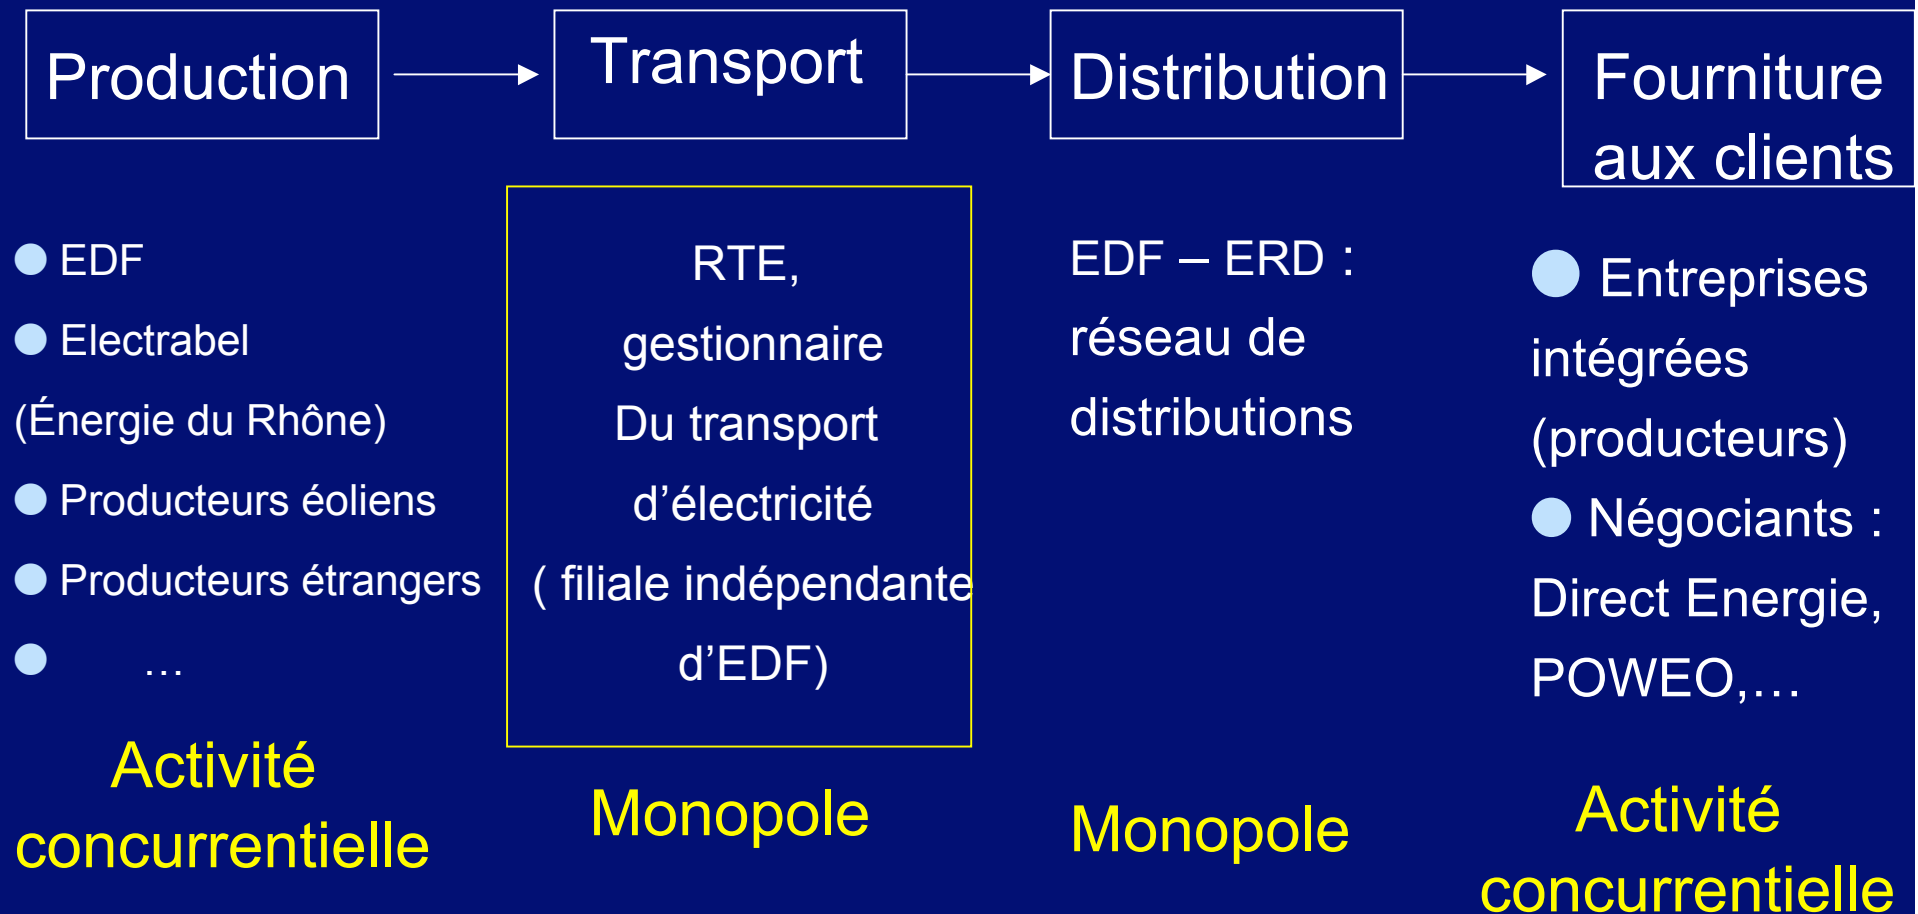 Production
Transport
Distribution
Fourniture
aux clients
● EDF
● Electrabel
(Énergie du Rhône)
● Producteurs éoliens
● Producteurs étrangers
● …
Activité
concurrentielle
RTE,
gestionnaire
Du transport
d’électricité
( filiale indépendante
d’EDF)
Monopole
EDF – ERD :
réseau de
distributions
Monopole
● Entreprises
intégrées
(producteurs)
● Négociants :
Direct Energie,
POWEO,…
Activité
concurrentielle